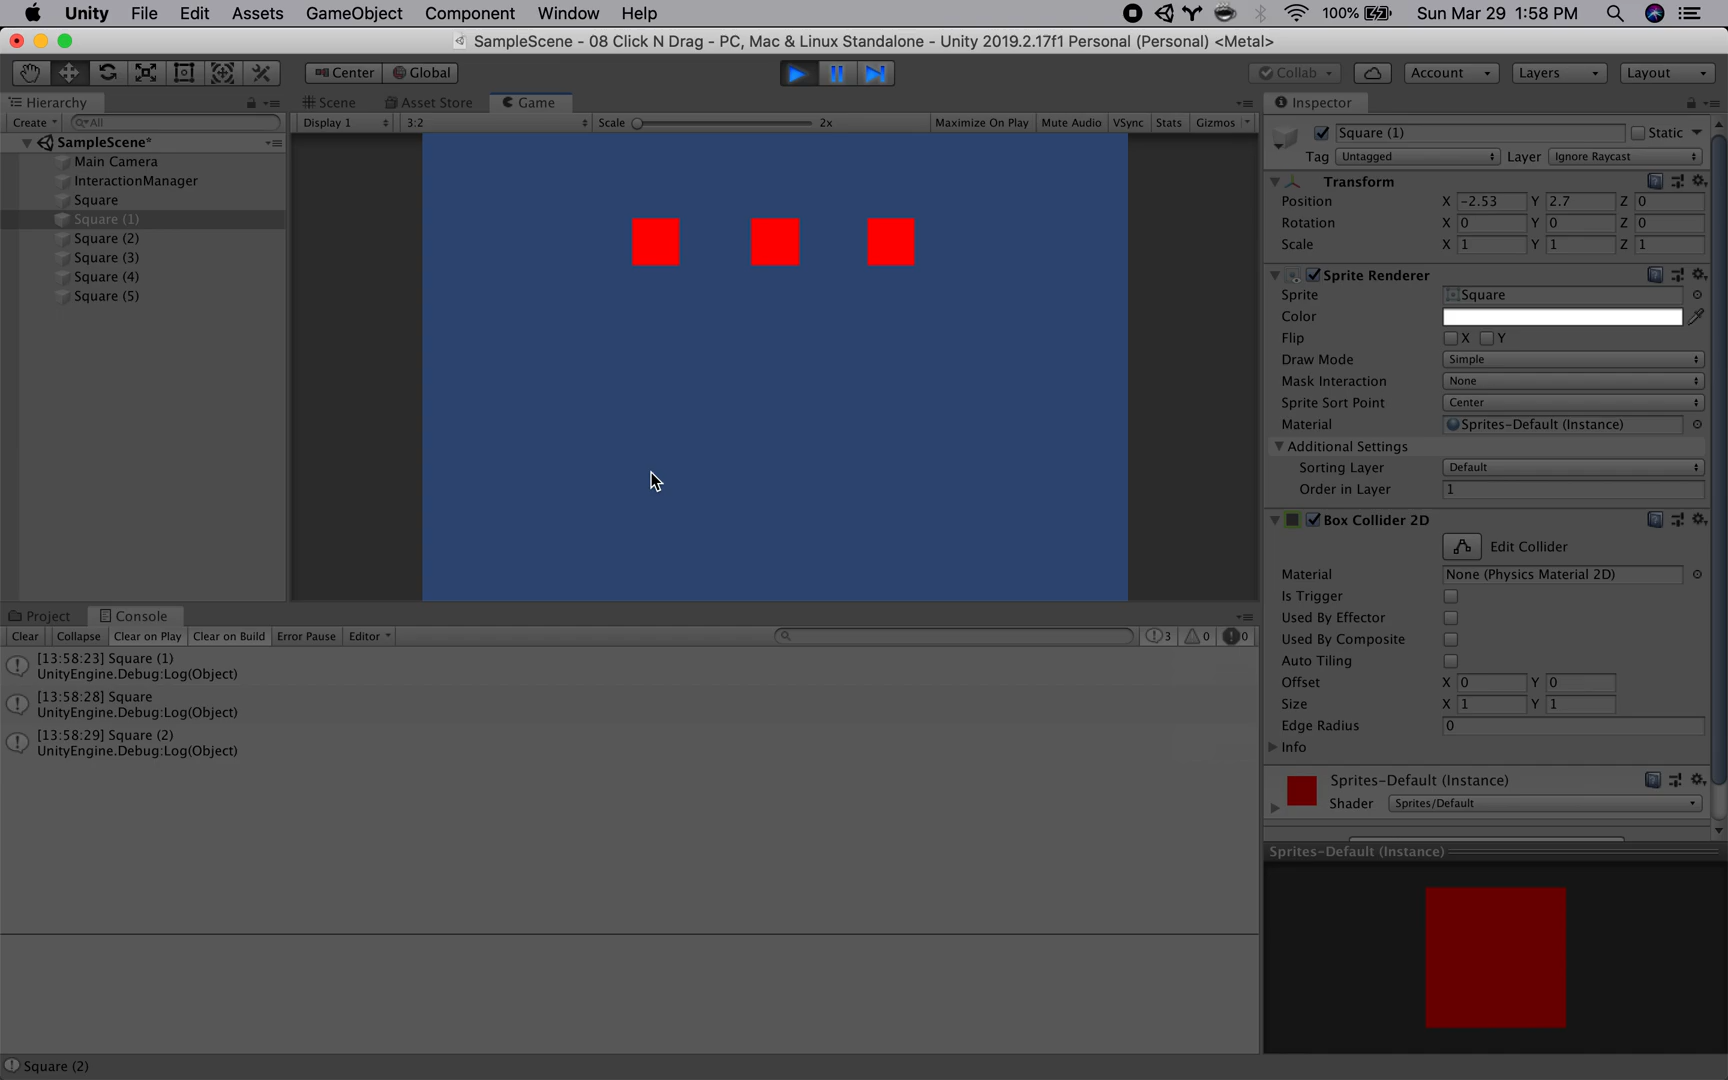 Unity File Edit Assets GameObject Component Window Help 100% Sun Mar 29 1:58 PM
SampleScene - 08 Click N Drag - PC, Mac & Linux Standalone - Unity 2019.2.17f1 Personal (Personal) <Metal>
Center Global Collab Account Layers Layout
Hierarchy
Create All
SampleScene*
Main Camera
InteractionManager
Square
Square (1)
Square (2)
Square (3)
Square (4)
Square (5)
Scene Asset Store Game
Display 1 3:2 Scale 2x Maximize On Play Mute Audio VSync Stats Gizmos
Inspector
Square (1) Static
Tag Untagged Layer Ignore Raycast
Transform
Position X -2.53 Y 2.7 Z 0
Rotation X 0 Y 0 Z 0
Scale X 1 Y 1 Z 1
Sprite Renderer
Sprite Square
Color
Flip X Y
Draw Mode Simple
Mask Interaction None
Sprite Sort Point Center
Material Sprites-Default (Instance)
Additional Settings
Sorting Layer Default
Order in Layer 1
Box Collider 2D
Edit Collider
Material None (Physics Material 2D)
Is Trigger
Used By Effector
Used By Composite
Auto Tiling
Offset X 0 Y 0
Size X 1 Y 1
Edge Radius 0
Info
Sprites-Default (Instance)
Shader Sprites/Default
Sprites-Default (Instance)
Project Console
Clear Collapse Clear on Play Clear on Build Error Pause Editor 3 0 0
[13:58:23] Square (1)
UnityEngine.Debug:Log(Object)
[13:58:28] Square
UnityEngine.Debug:Log(Object)
[13:58:29] Square (2)
UnityEngine.Debug:Log(Object)
Square (2)